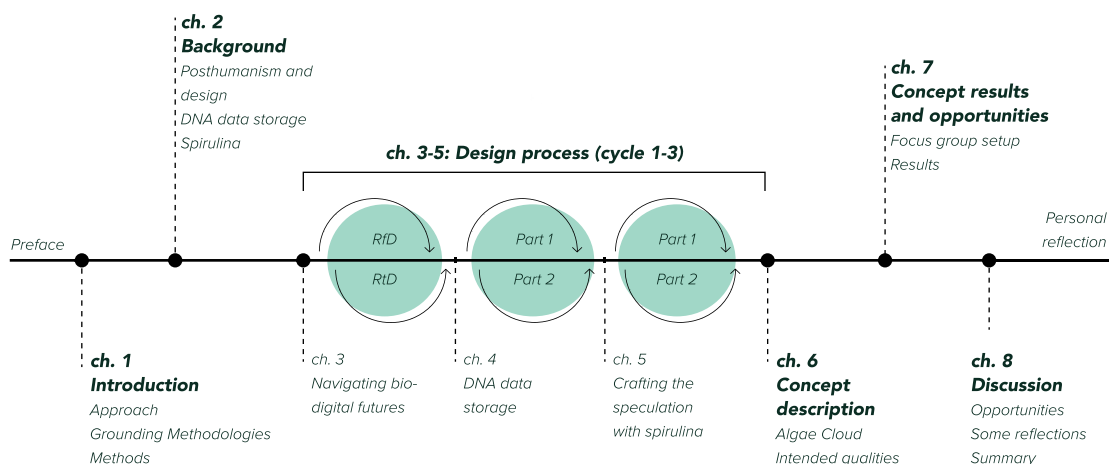 ch. 2
Background
Posthumanism and
design
DNA data storage
Spirulina
ch. 7
Concept results
and opportunities
Focus group setup
Results
ch. 3-5: Design process (cycle 1-3)
Preface
RfD
RtD
Part 1
Part 2
Part 1
Part 2
Personal
reflection
ch. 1
Introduction
Approach
Grounding Methodologies
Methods
ch. 3
Navigating bio-
digital futures
ch. 4
DNA data
storage
ch. 5
Crafting the
speculation
with spirulina
ch. 6
Concept
description
Algae Cloud
Intended qualities
ch. 8
Discussion
Opportunities
Some reflections
Summary